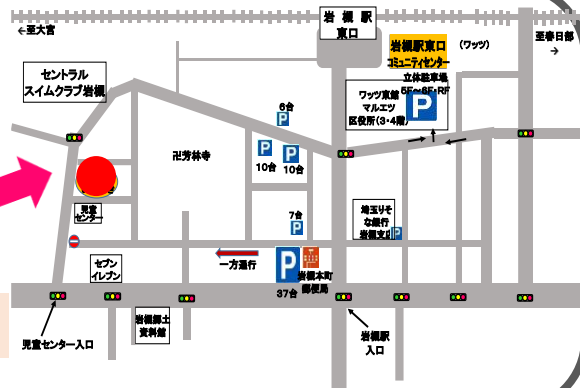 ←至大宮
岩槻駅
東口
岩槻駅東口
コミュニティセンター
(ワッツ)
至春日部
→
立体駐車場
5F~6F・RF
セントラル
スイムクラブ岩槻
ワッツ東館
マルエツ
区役所(3・4階)
P
6台
P
卍芳林寺
P
P
10台
10台
児童
センター
7台
P
埼玉りそ
な銀行
岩槻支店
P
セブン
イレブン
一方通行
P
37台
岩槻本町
郵便局
児童センター入口
岩槻郷土
資料館
岩槻駅
入口